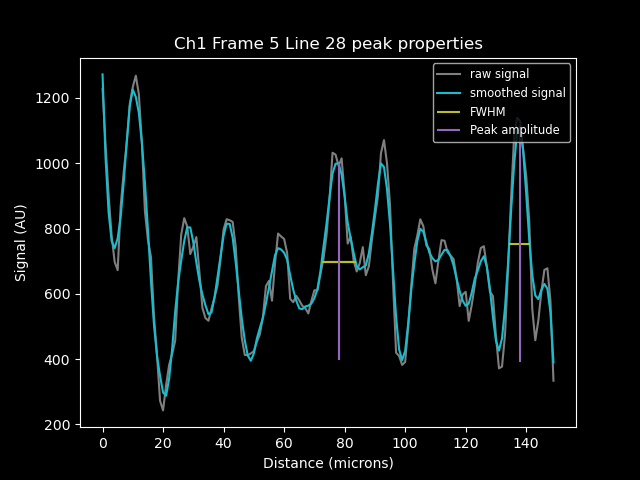 Ch1 Frame 5 Line 28 peak properties
raw signal
smoothed signal
FWHM
Peak amplitude
Signal (AU)
1200
1000
800
600
400
200
0 20 40 60 80 100 120 140
Distance (microns)